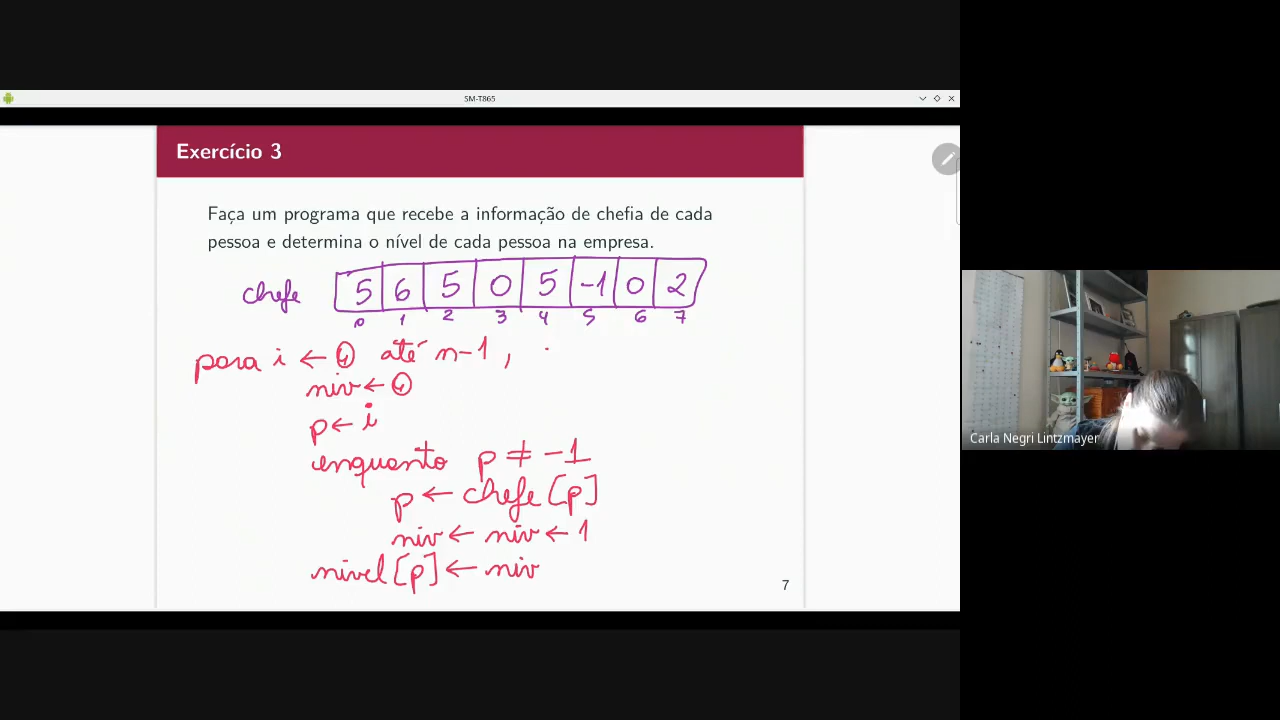 SM-T865
Exercício 3
Faça um programa que recebe a informação de chefia de cada
pessoa e determina o nível de cada pessoa na empresa.
chefe 5 6 5 0 5 -1 0 2
0 1 2 3 4 5 6 7
para i ← 0 até n-1,
niv ← 0
p ← i
enquanto p ≠ -1
p ← chefe[p]
niv ← niv ← 1
nivel[p] ← niv
7
Carla Negri Lintzmayer